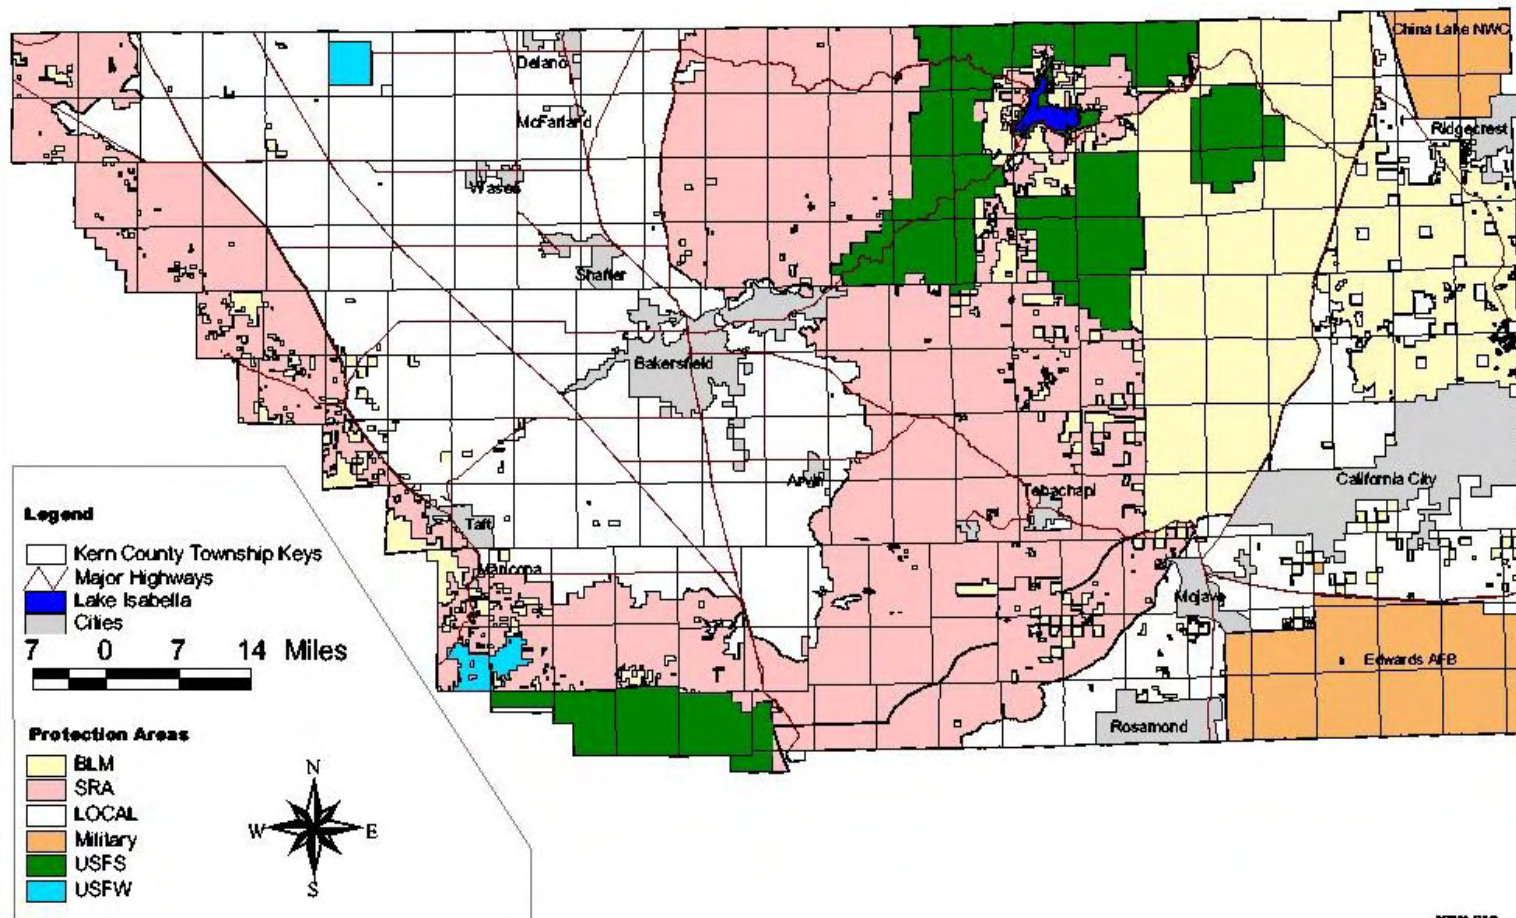 China Lake NWC
Delano
McFarland
Ridgecrest
Wasco
Shafter
Bakersfield
Arvin
Tehachapi
California City
Taft
Maricopa
Mojave
Edwards AFB
Rosamond
Legend
Kern County Township Keys
Major Highways
Lake Isabella
Cities
7 0 7 14 Miles
Protection Areas
BLM
SRA
LOCAL
Military
USFS
USFW
N
W E
S